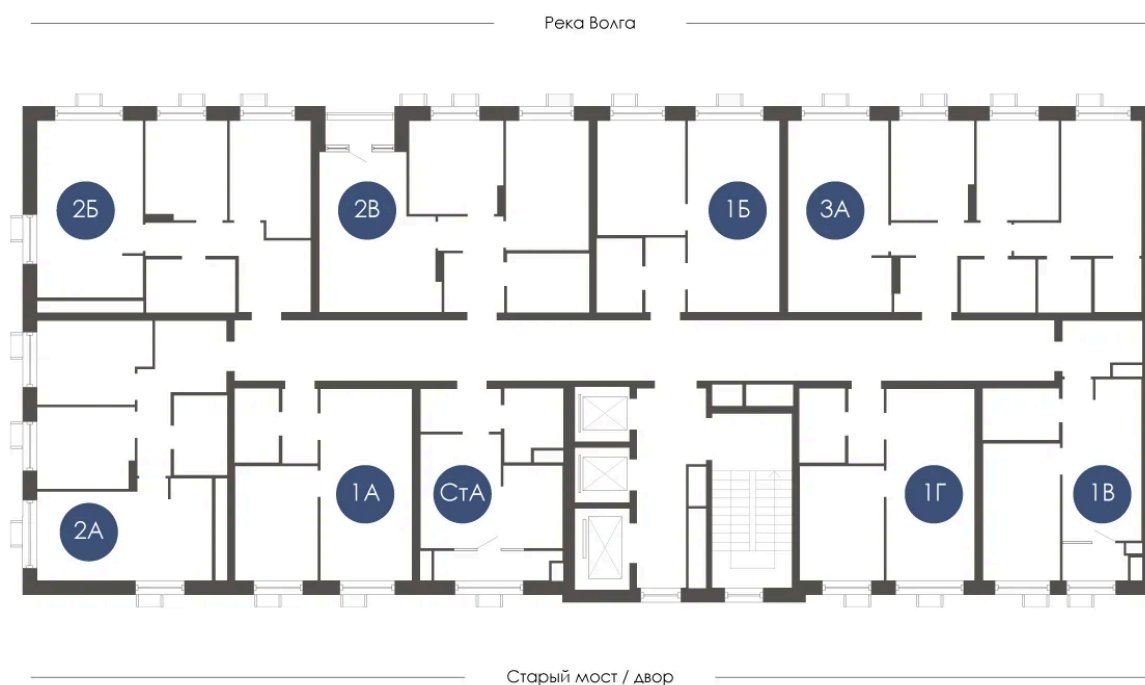 Река Волга
2Б
2В
1Б
3А
2А
1А
СтА
1Г
1В
Старый мост / двор